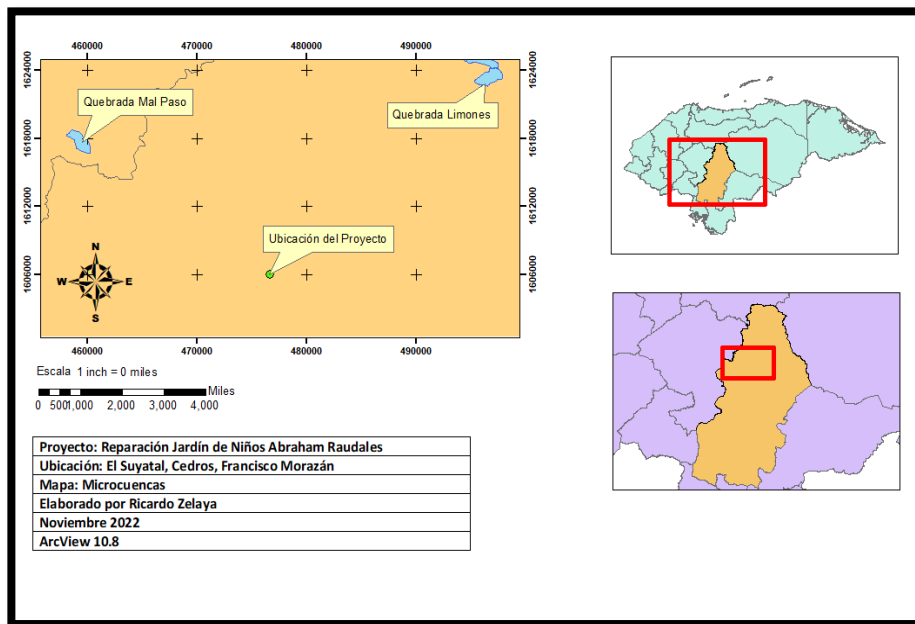 460000 470000 480000 490000
1624000 1624000
Quebrada Mal Paso
Quebrada Limones
1618000 1618000
1612000 1612000
Ubicación del Proyecto
N
W E
S
1606000 1606000
460000 470000 480000 490000
Escala 1 inch = 0 miles
Miles
0 500 1,000 2,000 3,000 4,000
Proyecto: Reparación Jardín de Niños Abraham Raudales
Ubicación: El Suyatal, Cedros, Francisco Morazán
Mapa: Microcuencas
Elaborado por Ricardo Zelaya
Noviembre 2022
ArcView 10.8